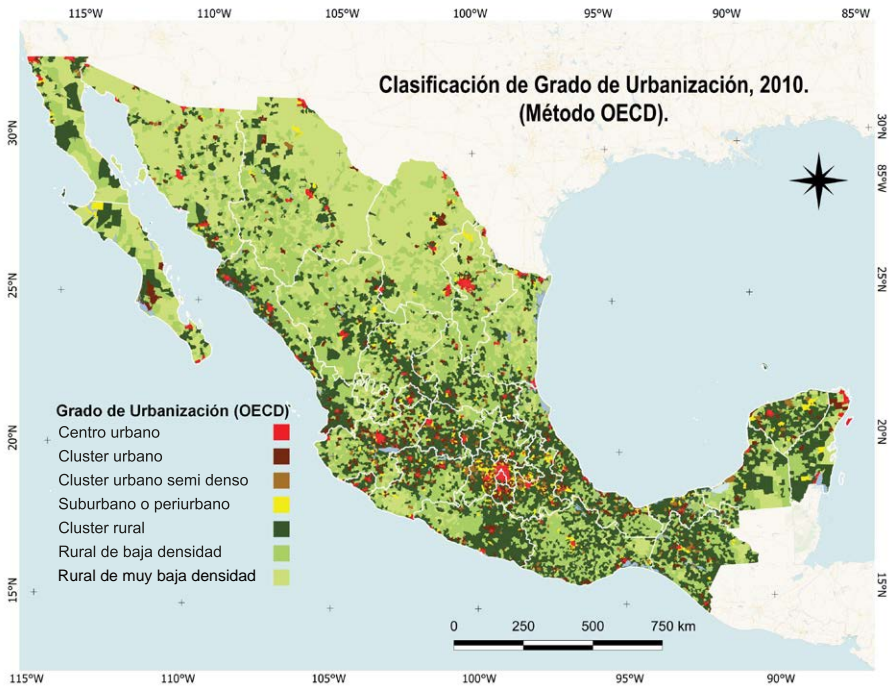 115°W 110°W 105°W 100°W 95°W 90°W 85°W
Clasificación de Grado de Urbanización, 2010.
(Método OECD).
30°N
30°N
85°W
25°N
25°N
20°N
20°N
15°N
15°N
Grado de Urbanización (OECD)
Centro urbano
Cluster urbano
Cluster urbano semi denso
Suburbano o periurbano
Cluster rural
Rural de baja densidad
Rural de muy baja densidad
0 250 500 750 km
115°W 110°W 105°W 100°W 95°W 90°W